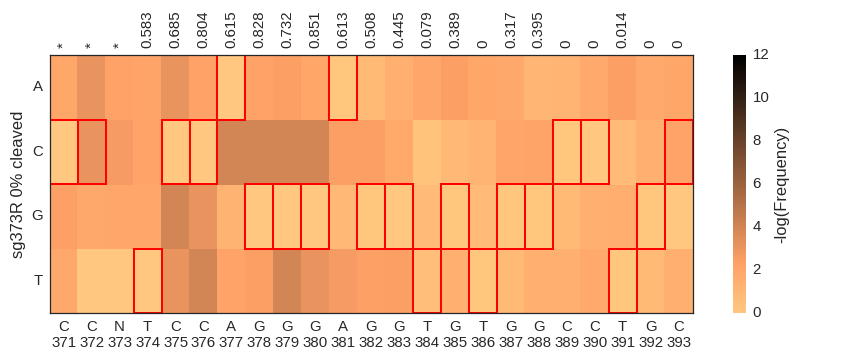 * * * 0.583 0.685 0.804 0.615 0.828 0.732 0.851 0.613 0.508 0.445 0.079 0.389 0 0.317 0.395 0 0 0.014 0 0
A
C
G
T
sg373R 0% cleaved
C C N T C C A G G G A G G T G T G G C C T G C
371 372 373 374 375 376 377 378 379 380 381 382 383 384 385 386 387 388 389 390 391 392 393
12
10
8
6
4
2
0
-log(Frequency)